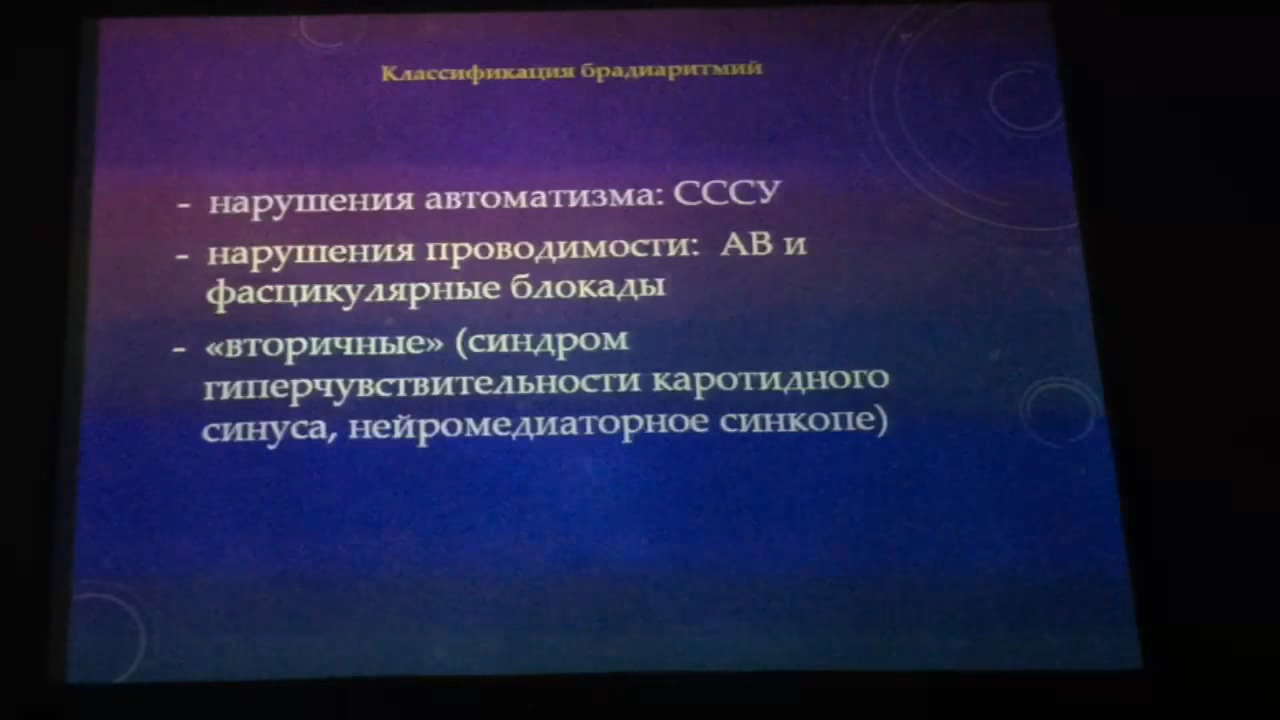 Классификация брадиаритмий
- нарушения автоматизма: СССУ
- нарушения проводимости: АВ и
фасцикулярные блокады
- «вторичные» (синдром
гиперчувствительности каротидного
синуса, нейромедиаторное синкопе)